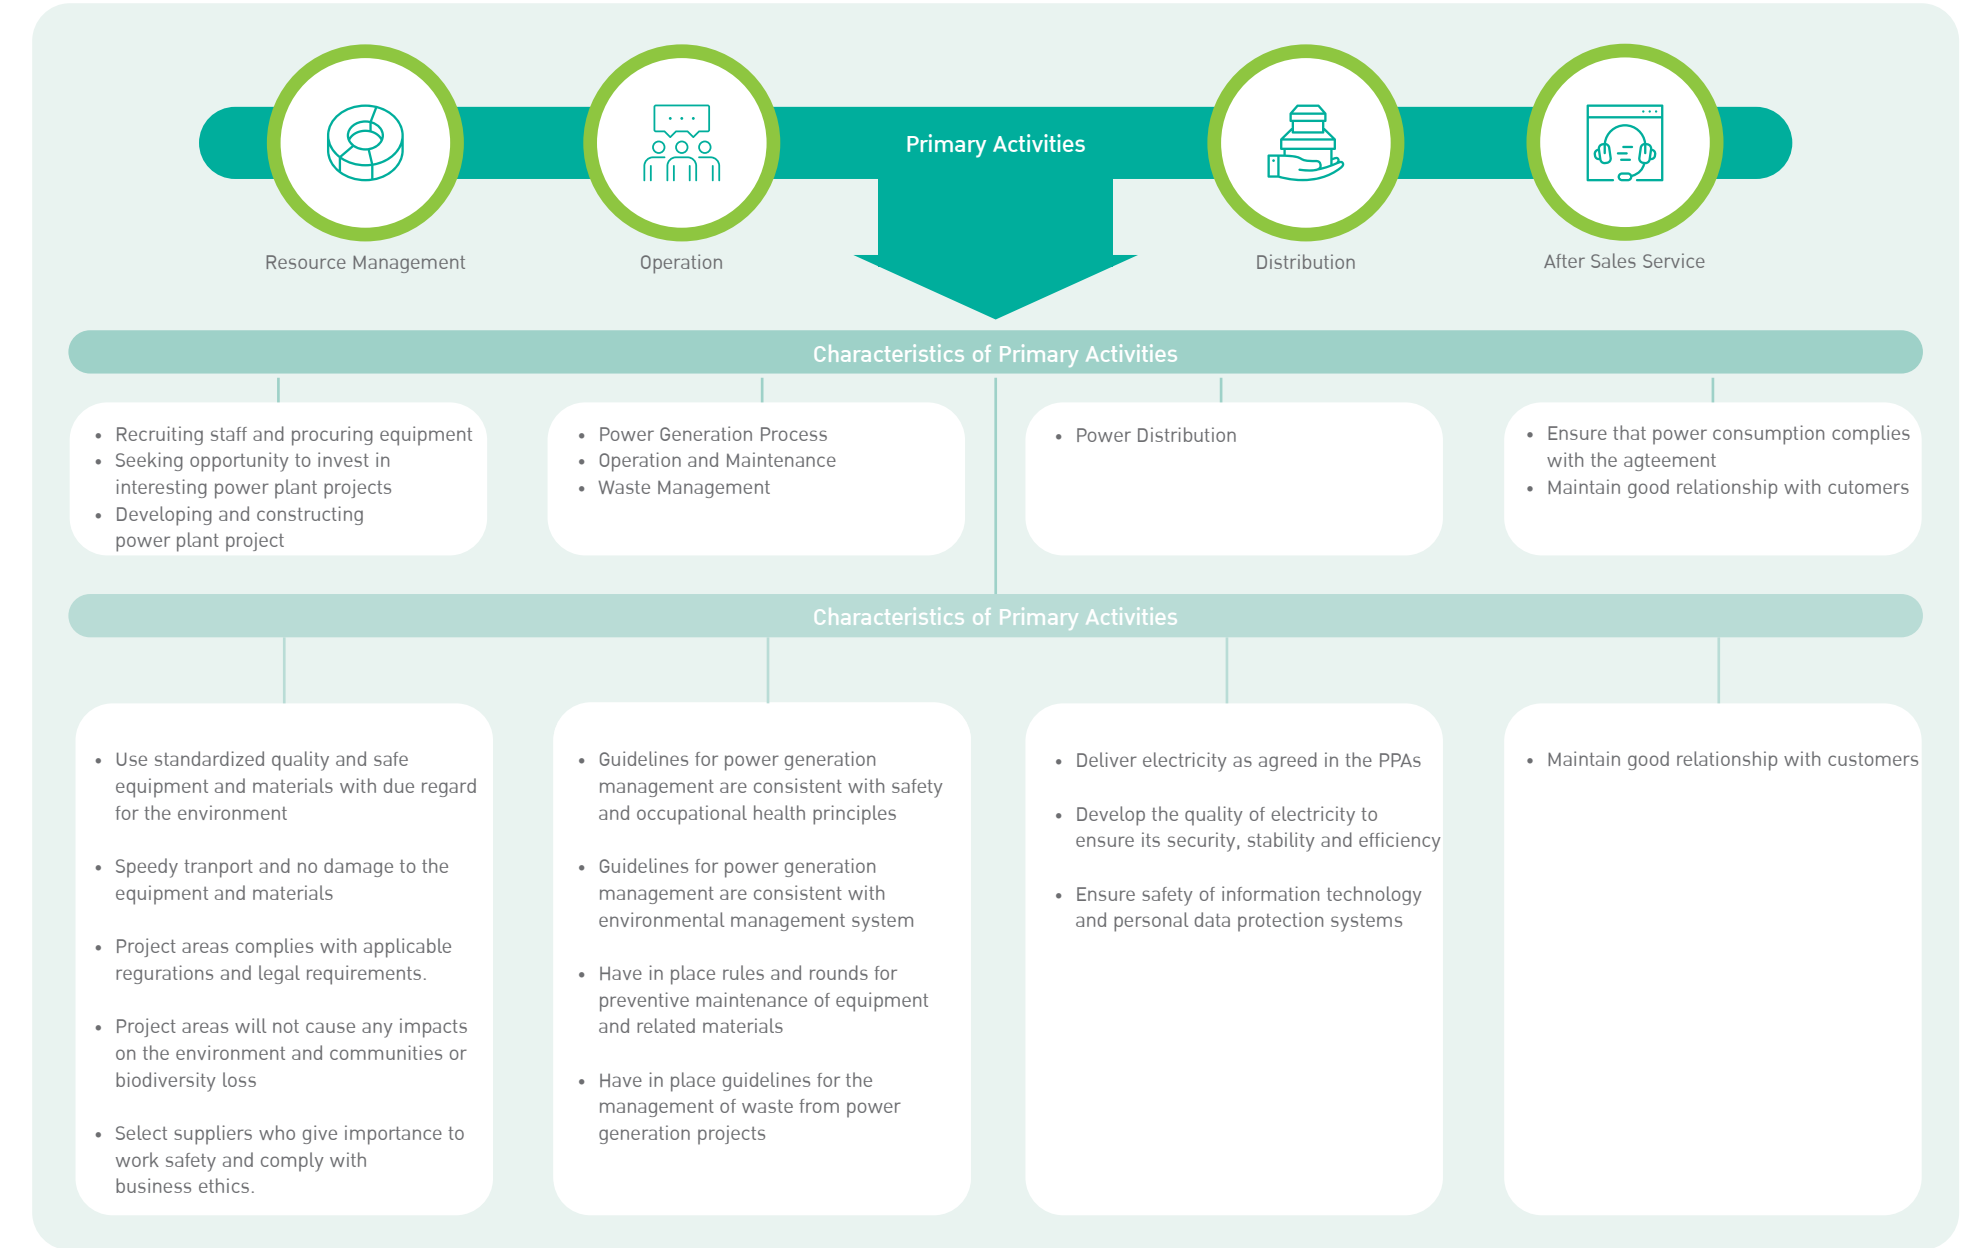 Primary Activities
Resource Management
Operation
Distribution
After Sales Service
Characteristics of Primary Activities
• Recruiting staff and procuring equipment
• Seeking opportunity to invest in
interesting power plant projects
• Developing and constructing
power plant project
• Power Generation Process
• Operation and Maintenance
• Waste Management
• Power Distribution
• Ensure that power consumption complies
with the agteement
• Maintain good relationship with cutomers
Characteristics of Primary Activities
• Use standardized quality and safe
equipment and materials with due regard
for the environment
• Speedy tranport and no damage to the
equipment and materials
• Project areas complies with applicable
regurations and legal requirements.
• Project areas will not cause any impacts
on the environment and communities or
biodiversity loss
• Select suppliers who give importance to
work safety and comply with
business ethics.
• Guidelines for power generation
management are consistent with safety
and occupational health principles
• Guidelines for power generation
management are consistent with
environmental management system
• Have in place rules and rounds for
preventive maintenance of equipment
and related materials
• Have in place guidelines for the
management of waste from power
generation projects
• Deliver electricity as agreed in the PPAs
• Develop the quality of electricity to
ensure its security, stability and efficiency
• Ensure safety of information technology
and personal data protection systems
• Maintain good relationship with customers